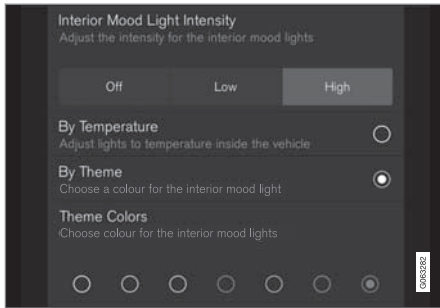 Interior Mood Light Intensity
Adjust the intensity for the interior mood lights
Off Low High
By Temperature
Adjust lights to temperature inside the vehicle
By Theme
Choose a colour for the interior mood light
Theme Colors
Choose colour for the interior mood lights
G063282